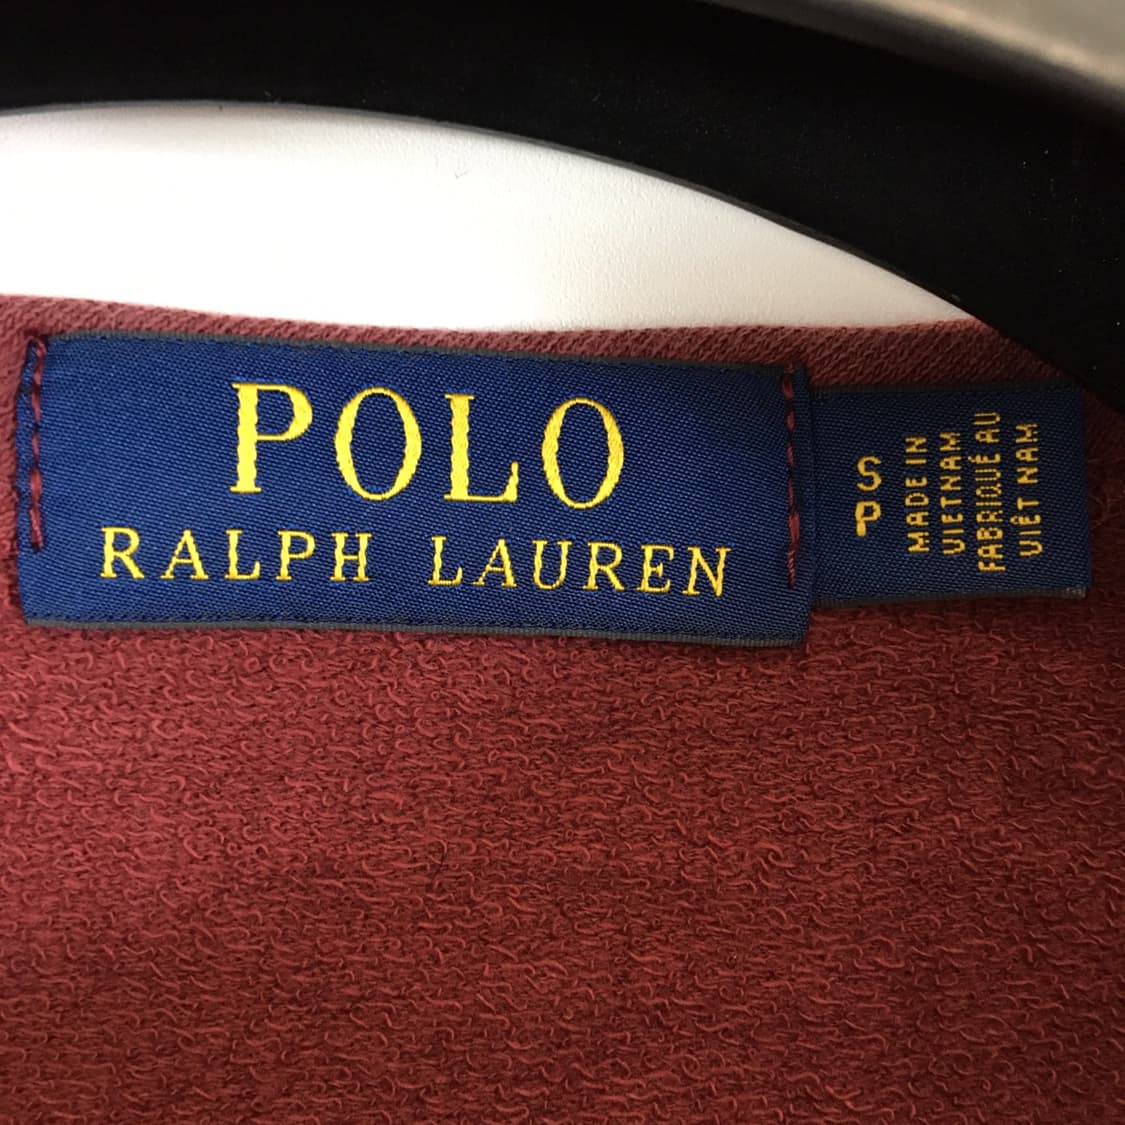 POLO
RALPH LAUREN
S
P
MADE IN
VIETNAM
FABRIQUÉ AU
VIÊT NAM